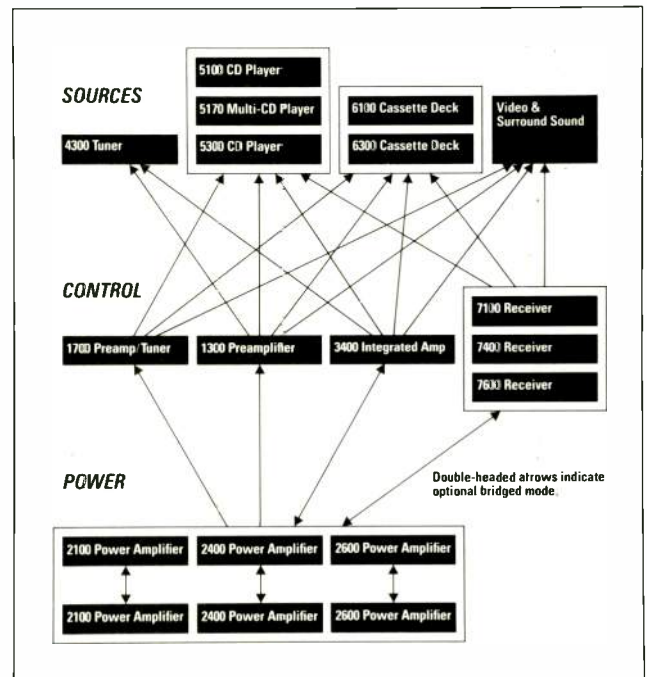 SOURCES
5100 CD Player
5170 Multi-CD Player
5300 CD Player
6100 Cassette Deck
6300 Cassette Deck
Video &
Surround Sound
4300 Tuner
CONTROL
1700 Preamp/Tuner
1300 Preamplifier
3400 Integrated Amp
7100 Receiver
7400 Receiver
7600 Receiver
POWER
Double-headed arrows indicate
optional bridged mode.
2100 Power Amplifier
2400 Power Amplifier
2600 Power Amplifier
2100 Power Amplifier
2400 Power Amplifier
2600 Power Amplifier